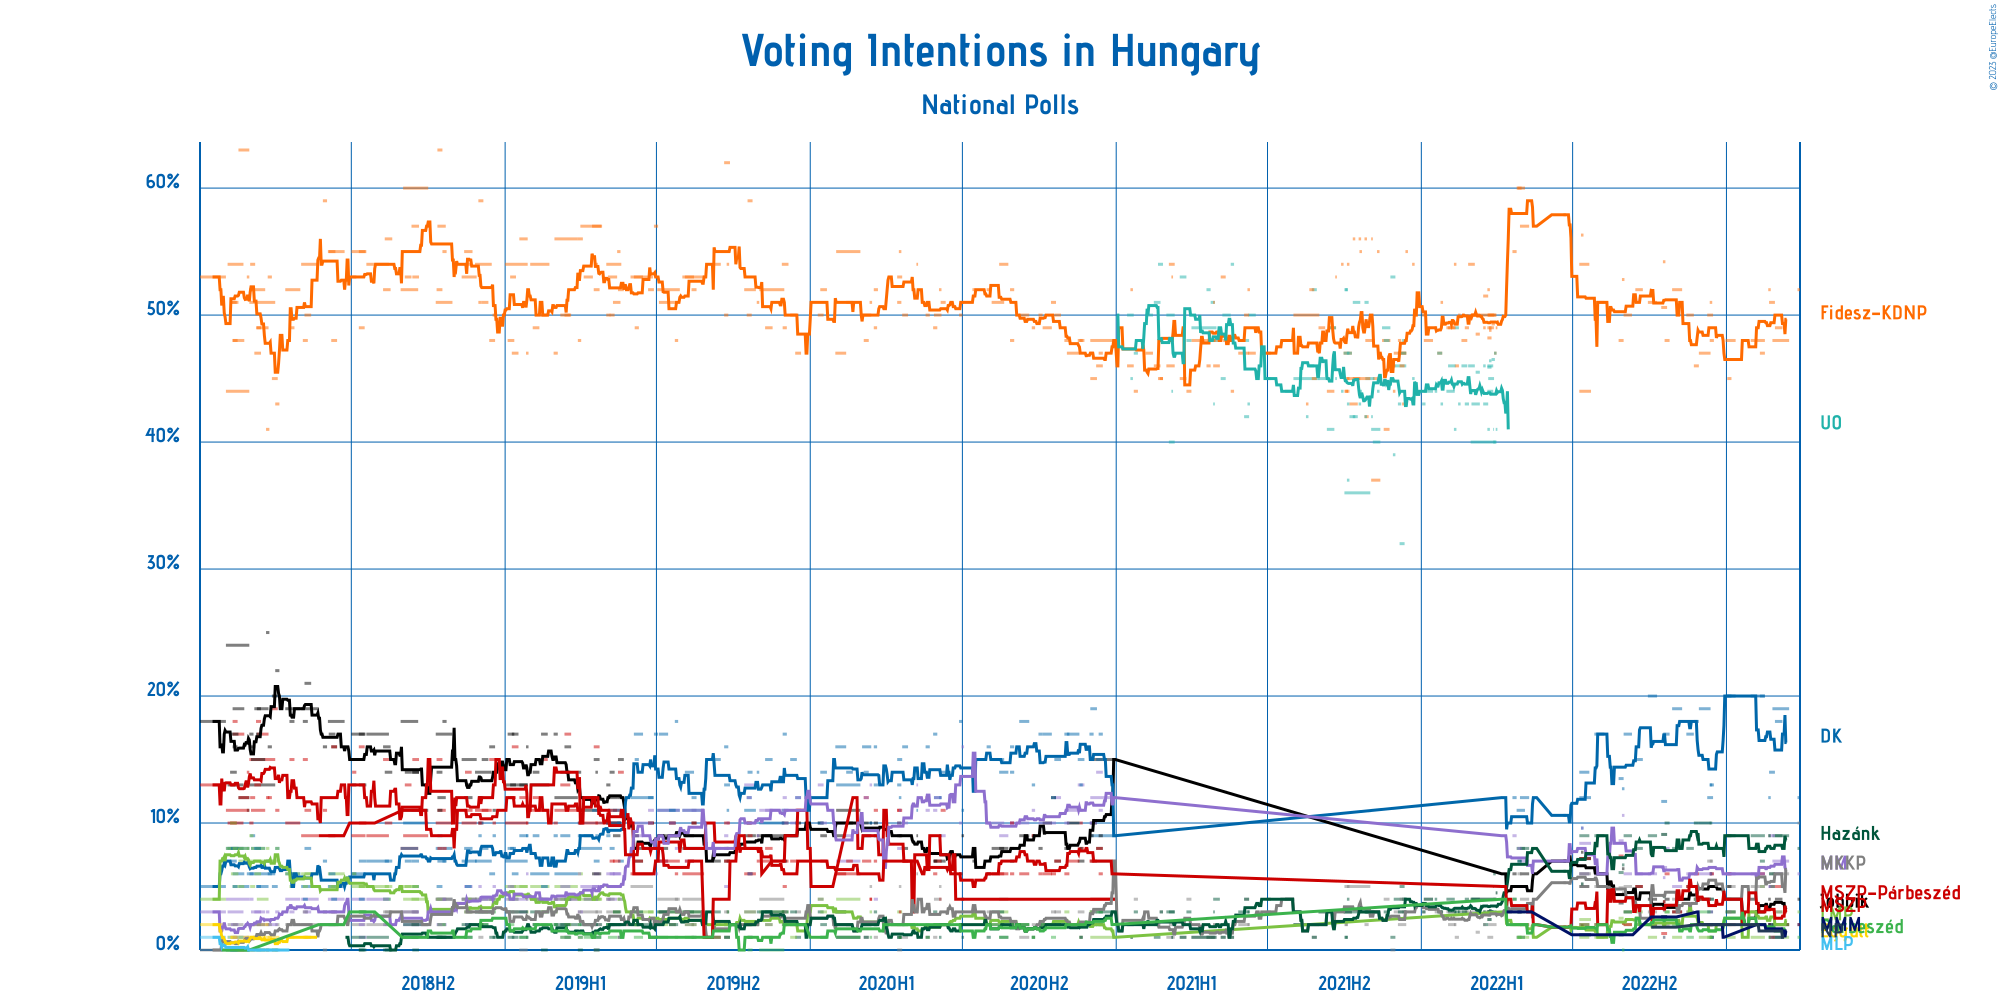 Voting Intentions in Hungary
National Polls
© 2023 @EuropeElects
60%
50%
40%
30%
20%
10%
0%
Fidesz-KDNP
UO
DK
Hazánk
MKKP
MSZP-Párbeszéd
MMM
MLP
2018H2
2019H1
2019H2
2020H1
2020H2
2021H1
2021H2
2022H1
2022H2